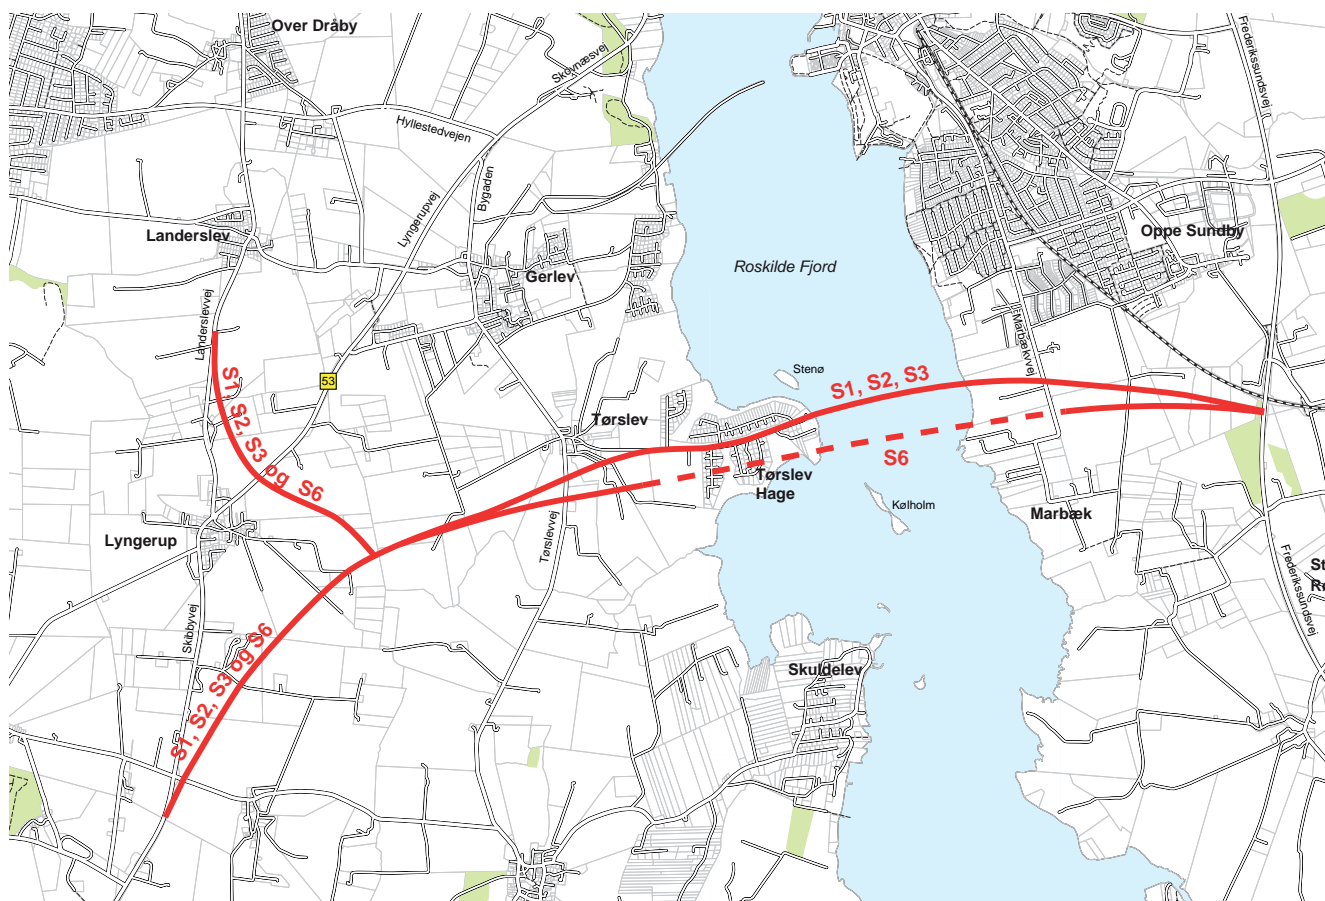 Over Dråby
Skovnæsvej
Frederikssundsvej
Hyllestedvejen
Bygaden
Lyngerupvej
Landerslev
Oppe Sundby
Roskilde Fjord
Gerlev
Landerslevvej
Marbækvej
53
Stenø
S1, S2, S3
S1, S2, S3 og S6
Tørslev
S6
Tørslev
Hage
Kølholm
Marbæk
Lyngerup
Tørslevvej
Frederikssundsvej
St
Skibbyvej
S1, S2, S3 og S6
Skuldelev